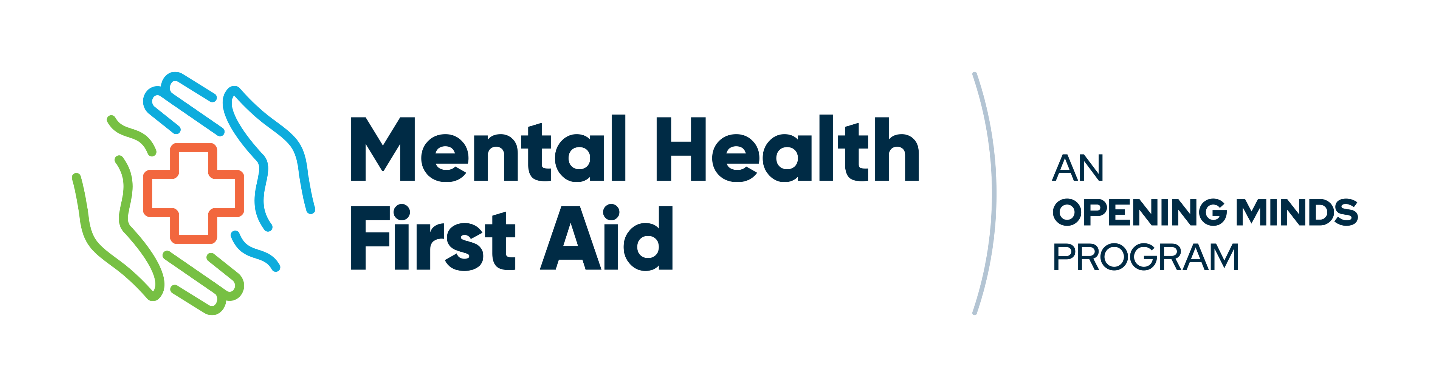 Mental Health
First Aid
AN
OPENING MINDS
PROGRAM